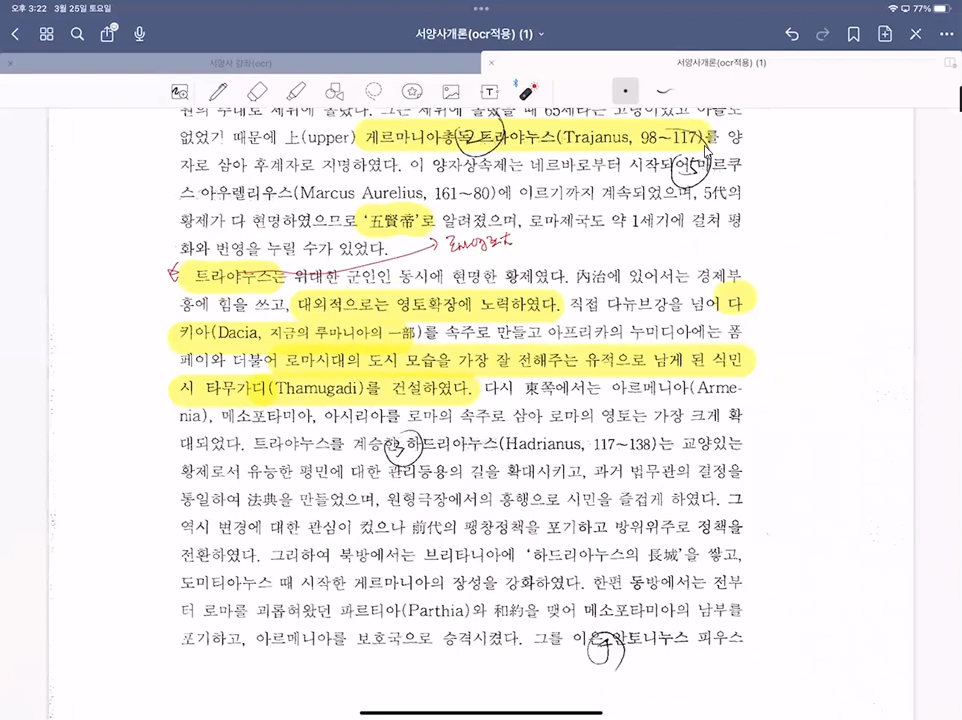 오후 3:22 3월 25일 토요일
77%
서양사개론(ocr적용) (1)
서양사 강좌(ocr)
서양사개론(ocr적용) (1)
없었기 때문에 上(upper) 게르마니아총독 트라야누스(Trajanus, 98~117)를 양
자로 삼아 후계자로 지명하였다. 이 양자상속제는 네르바로부터 시작되어 마르쿠
스 아우렐리우스(Marcus Aurelius, 161~80)에 이르기까지 계속되었으며, 5代의
황제가 다 현명하였으므로 '五賢帝'로 알려졌으며, 로마제국도 약 1세기에 걸쳐 평
화와 번영을 누릴 수가 있었다.
트라야누스는 위대한 군인인 동시에 현명한 황제였다. 內治에 있어서는 경제부
흥에 힘을 쓰고, 대외적으로는 영토확장에 노력하였다. 직접 다뉴브강을 넘어 다
키아(Dacia, 지금의 루마니아의 一部)를 속주로 만들고 아프리카의 누미디아에는 폼
페이와 더불어 로마시대의 도시 모습을 가장 잘 전해주는 유적으로 남게 된 식민
시 타무가디(Thamugadi)를 건설하였다. 다시 東쪽에서는 아르메니아(Arme-
nia), 메소포타미아, 아시리아를 로마의 속주로 삼아 로마의 영토는 가장 크게 확
대되었다. 트라야누스를 계승한 하드리아누스(Hadrianus, 117~138)는 교양있는
황제로서 유능한 평민에 대한 관리등용의 길을 확대시키고, 과거 법무관의 결정을
통일하여 法典을 만들었으며, 원형극장에서의 흥행으로 시민을 즐겁게 하였다. 그
역시 변경에 대한 관심이 컸으나 前代의 팽창정책을 포기하고 방위위주로 정책을
전환하였다. 그리하여 북방에서는 브리타니아에 '하드리아누스의 長城'을 쌓고,
도미티아누스 때 시작한 게르마니아의 장성을 강화하였다. 한편 동방에서는 전부
터 로마를 괴롭혀왔던 파르티아(Parthia)와 和約을 맺어 메소포타미아의 남부를
포기하고, 아르메니아를 보호국으로 승격시켰다. 그를 이은 안토니누스 피우스
2
5
3
4